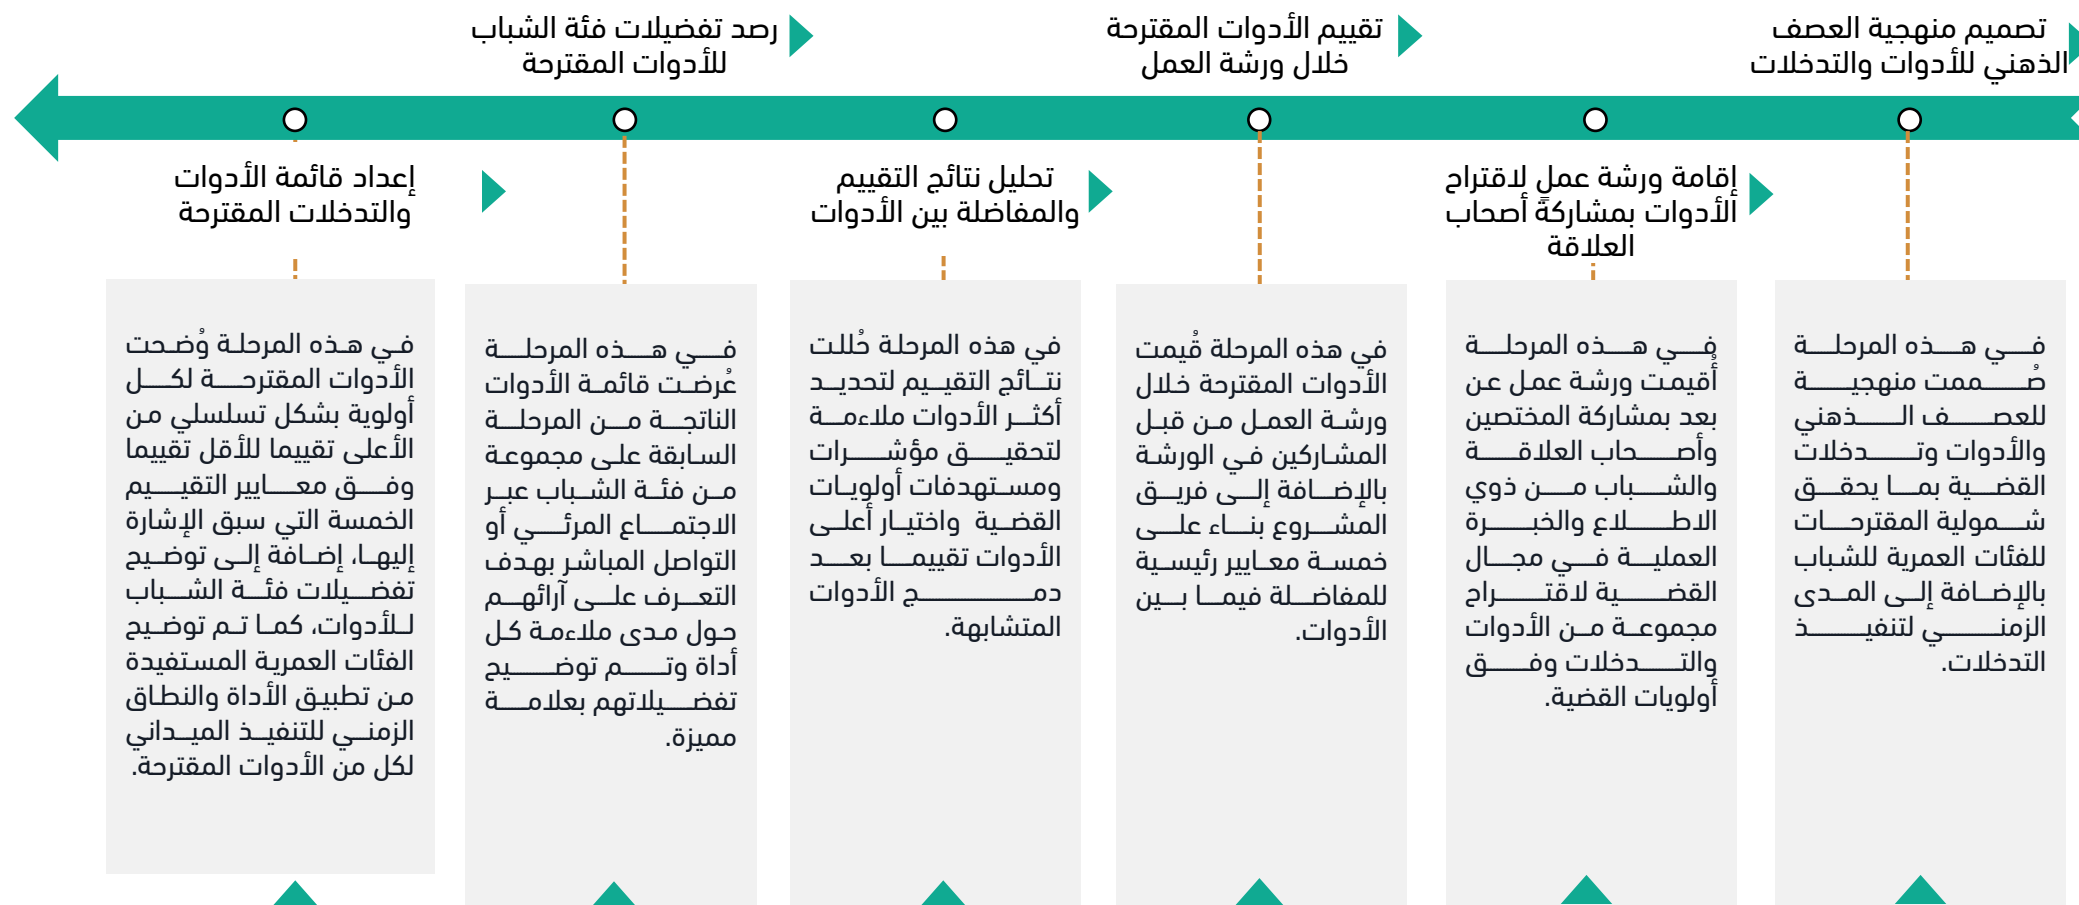 تصميم منهجية العصف
الذهني للأدوات والتدخلات
في هذه المرحلة
صُممت منهجية
للعصف الذهني
والأدوات وتدخلات
القضية بما يحقق
شمولية المقترحات
للفئات العمرية للشباب
بالإضافة إلى المدى
الزمني لتنفيذ
التدخلات.
إقامة ورشة عملٍ لاقتراح
الأدوات بمشاركةً أصحاب
العلاقة
في هذه المرحلة
أُقيمت ورشة عمل عن
بعد بمشاركة المختصين
وأصحاب العلاقة
والشباب من ذوي
الاطلاع والخبرة
العملية في مجال
القضية لاقتراح
مجموعة من الأدوات
والتدخلات وفق
أولويات القضية.
تقييم الأدوات المقترحة
خلال ورشة العمل
في هذه المرحلة قُيمت
الأدوات المقترحة خلال
ورشة العمل من قبل
المشاركين في الورشة
بالإضافة إلى فريق
المشروع بناء على
خمسة معايير رئيسية
للمفاضلة فيما بين
الأدوات.
تحليل نتائج التقييم
والمفاضلة بين الأدوات
في هذه المرحلة حُللت
نتائج التقييم لتحديد
أكثر الأدوات ملاءمة
لتحقيق مؤشرات
ومستهدفات أولويات
القضية واختيار أعلى
الأدوات تقييما بعد
دمج الأدوات
المتشابهة.
رصد تفضيلات فئة الشباب
للأدوات المقترحة
في هذه المرحلة
عُرضت قائمة الأدوات
الناتجة من المرحلة
السابقة على مجموعة
من فئة الشباب عبر
الاجتماع المرئي أو
التواصل المباشر بهدف
التعرف على آرائهم
حول مدى ملاءمة كل
أداة وتم توضيح
تفضيلاتهم بعلامة
مميزة.
إعداد قائمة الأدوات
والتدخلات المقترحة
في هذه المرحلة وُضحت
الأدوات المقترحة لكل
أولوية بشكل تسلسلي من
الأعلى تقييما للأقل تقييما
وفق معايير التقييم
الخمسة التي سبق الإشارة
إليها، إضافة إلى توضيح
تفضيلات فئة الشباب
للأدوات، كما تم توضيح
الفئات العمرية المستفيدة
من تطبيق الأداة والنطاق
الزمني للتنفيذ الميداني
لكل من الأدوات المقترحة.